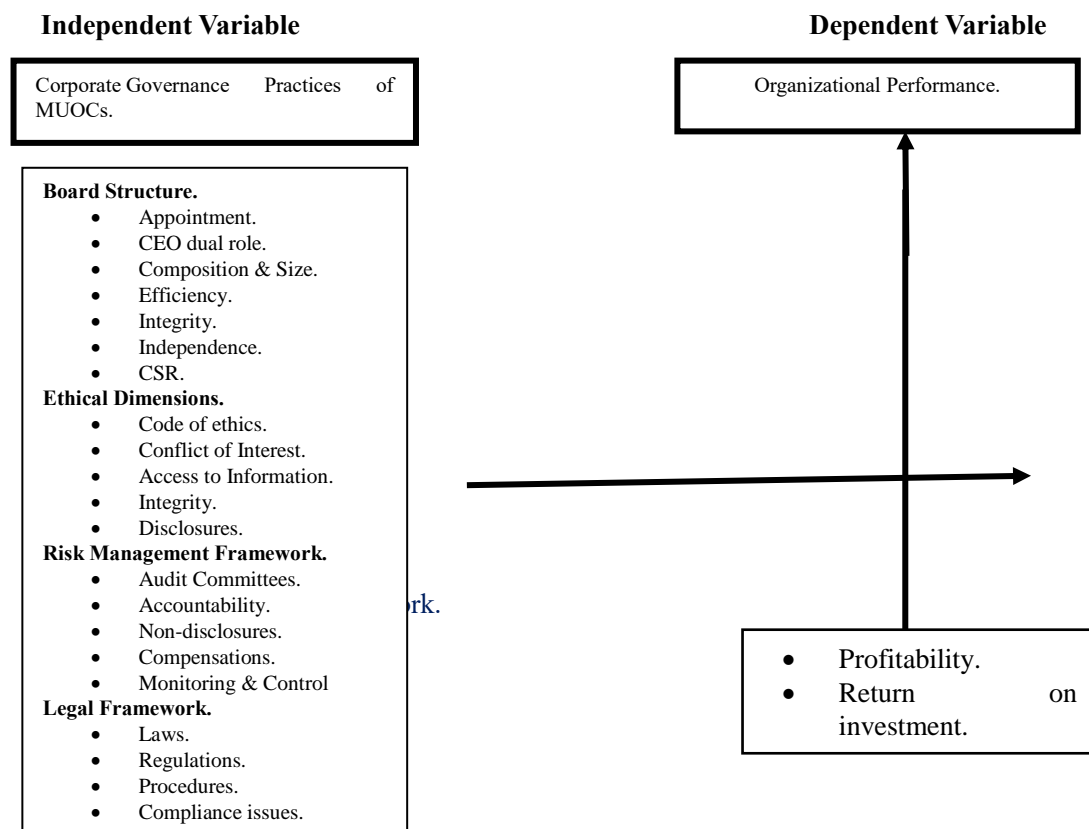 Independent Variable
Dependent Variable
Corporate Governance Practices of
MUOCs.
Organizational Performance.
Board Structure.
• Appointment.
• CEO dual role.
• Composition & Size.
• Efficiency.
• Integrity.
• Independence.
• CSR.
Ethical Dimensions.
• Code of ethics.
• Conflict of Interest.
• Access to Information.
• Integrity.
• Disclosures.
Risk Management Framework.
• Audit Committees.
• Accountability.
• Non-disclosures.
• Compensations.
• Monitoring & Control
Legal Framework.
• Laws.
• Regulations.
• Procedures.
• Compliance issues.
• Profitability.
• Return on
investment.